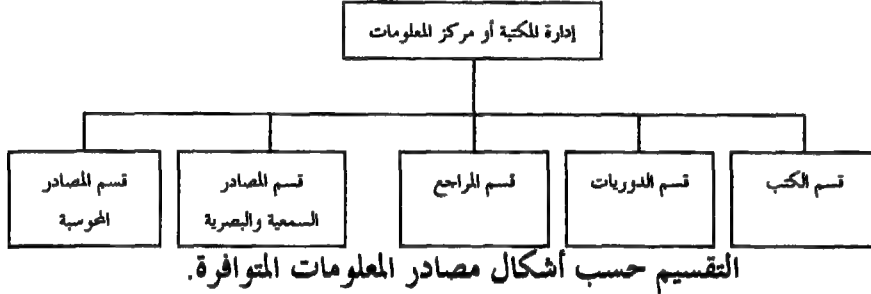 إدارة المكتبة أو مركز المعلومات
قسم الكتب
قسم الدوريات
قسم المراجع
قسم المصادر
السمعية والبصرية
قسم المصادر
المحوسبة
التقسيم حسب أشكال مصادر المعلومات المتوافرة.